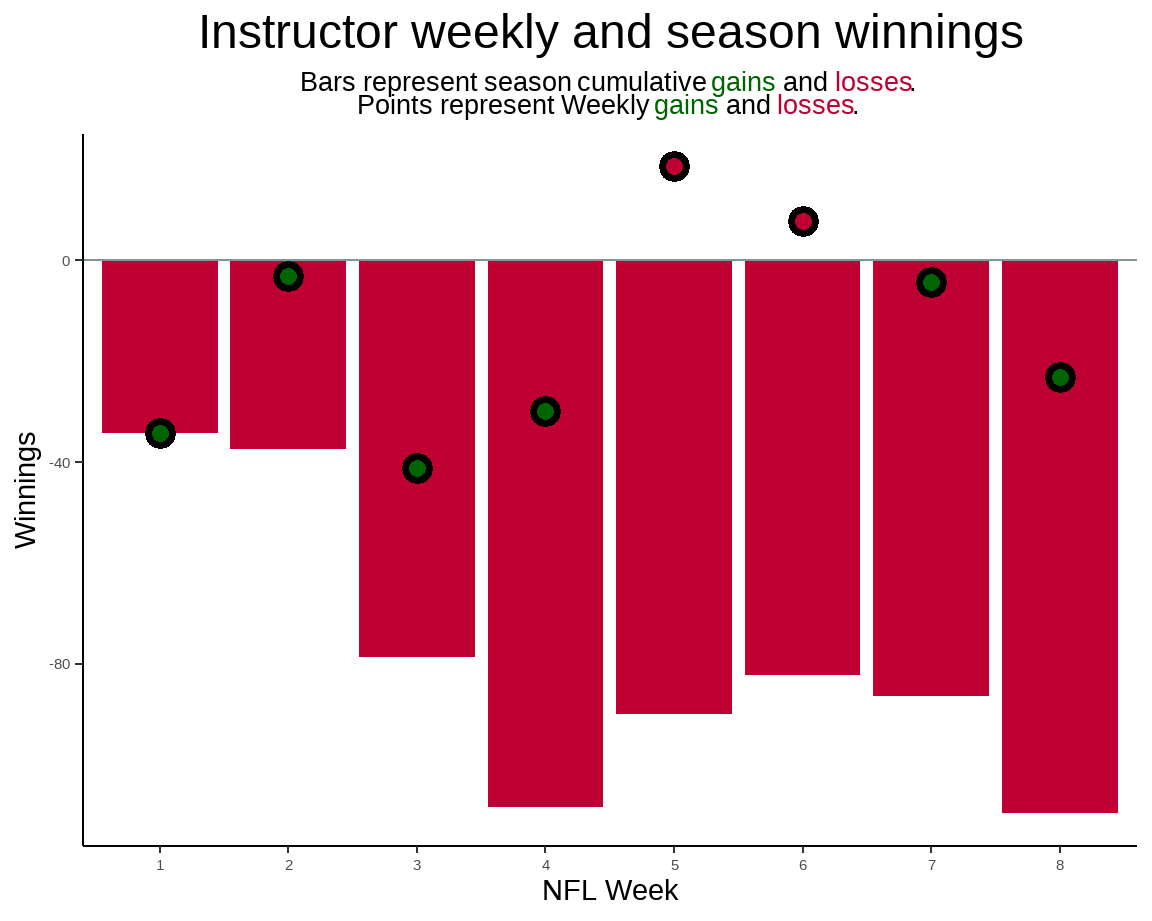 Instructor weekly and season winnings
Bars represent season cumulative gains and losses.
Points represent Weekly gains and losses.
Winnings
0
-40
-80
1 2 3 4 5 6 7 8
NFL Week